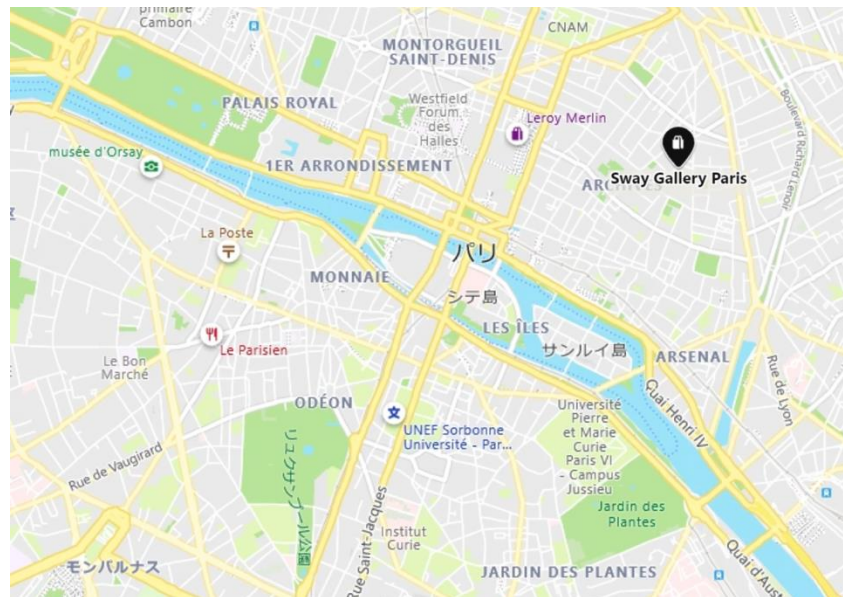 primaire
Cambon
CNAM
MONTORGUEIL
SAINT-DENIS
PALAIS ROYAL
Westfield
Forum
des
Halles
Leroy Merlin
Boulevard Richard Lenoir
musée d'Orsay
1ER ARRONDISSEMENT
Sway Gallery Paris
La Poste
パリ
MONNAIE
シテ島
LES ÎLES
サンルイ島
ARSENAL
Le Parisien
Le Bon
Marché
Rue de Lyon
Quai Henri IV
ODÉON
UNEF Sorbonne
Université - Par...
Université
Pierre
et Marie
Curie
Paris VI
- Campus
Jussieu
リュクサンブール公園
Rue de Vaugirard
Rue Saint-Jacques
Jardin des
Plantes
Institut
Curie
Quai d'Aust
モンパルナス
JARDIN DES PLANTES